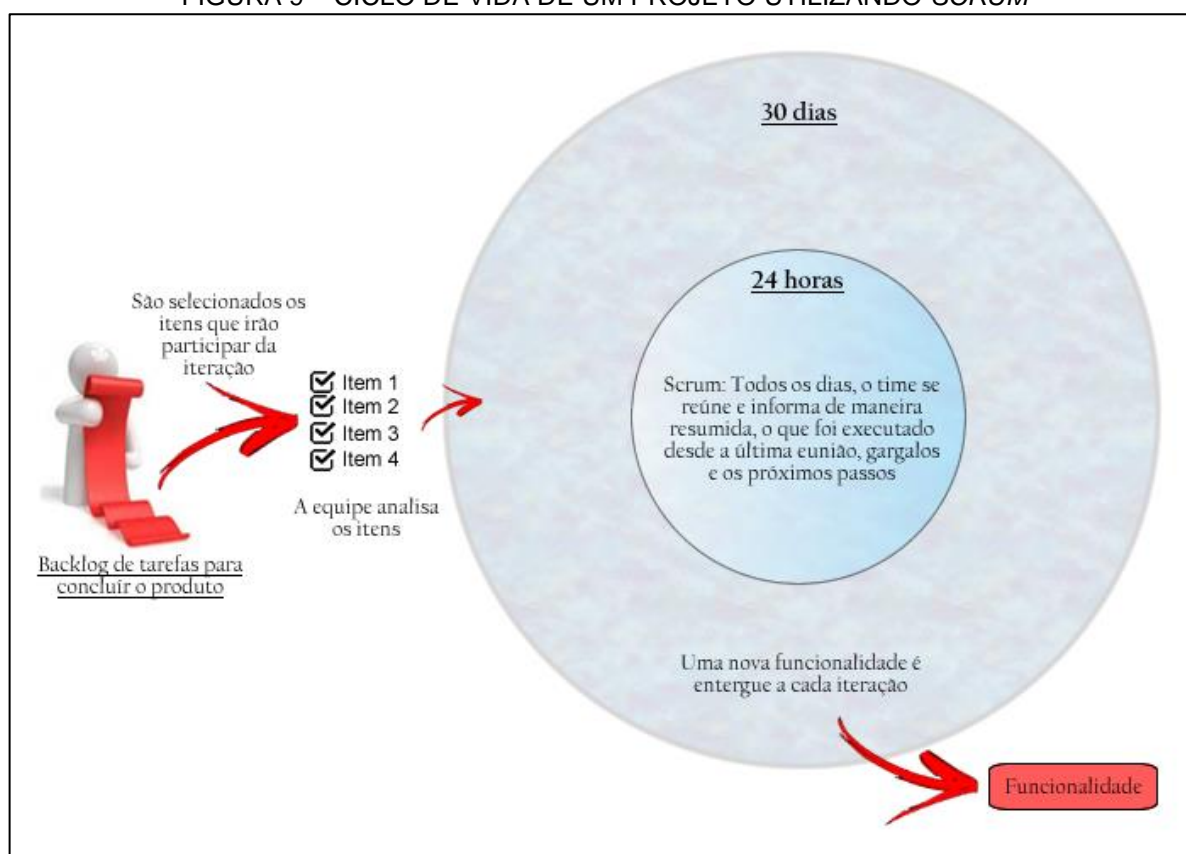 FIGURA 9 – CICLO DE VIDA DE UM PROJETO UTILIZANDO SCRUM
30 dias
24 horas
São selecionados os
itens que irão
participar da
iteração
Item 1
Item 2
Item 3
Item 4
A equipe analisa
os itens
Backlog de tarefas para
concluír o produto
Scrum: Todos os dias, o time se
reúne e informa de maneira
resumida, o que foi executado
desde a última eunião, gargalos
e os próximos passos
Uma nova funcionalidade é
entergue a cada iteração
Funcionalidade